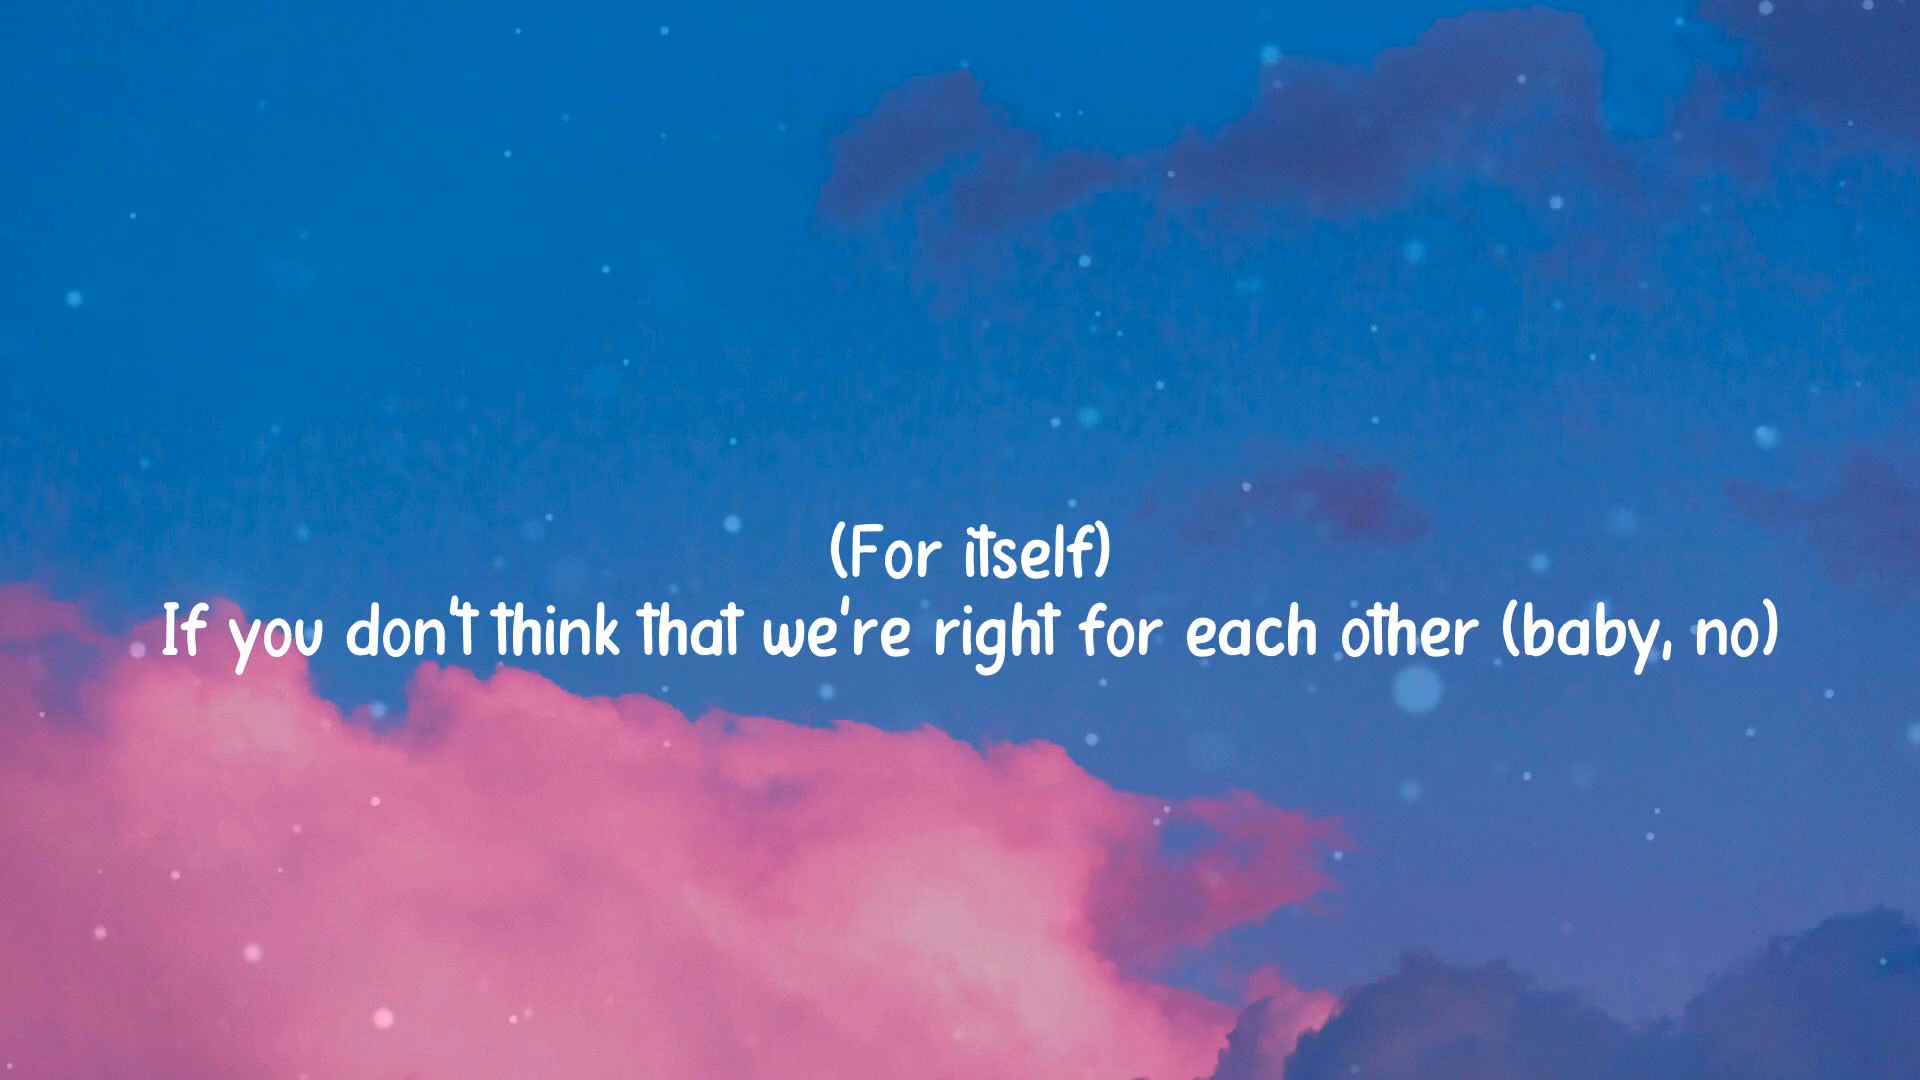 (For itself)
If you don't think that we're right for each other (baby, no)